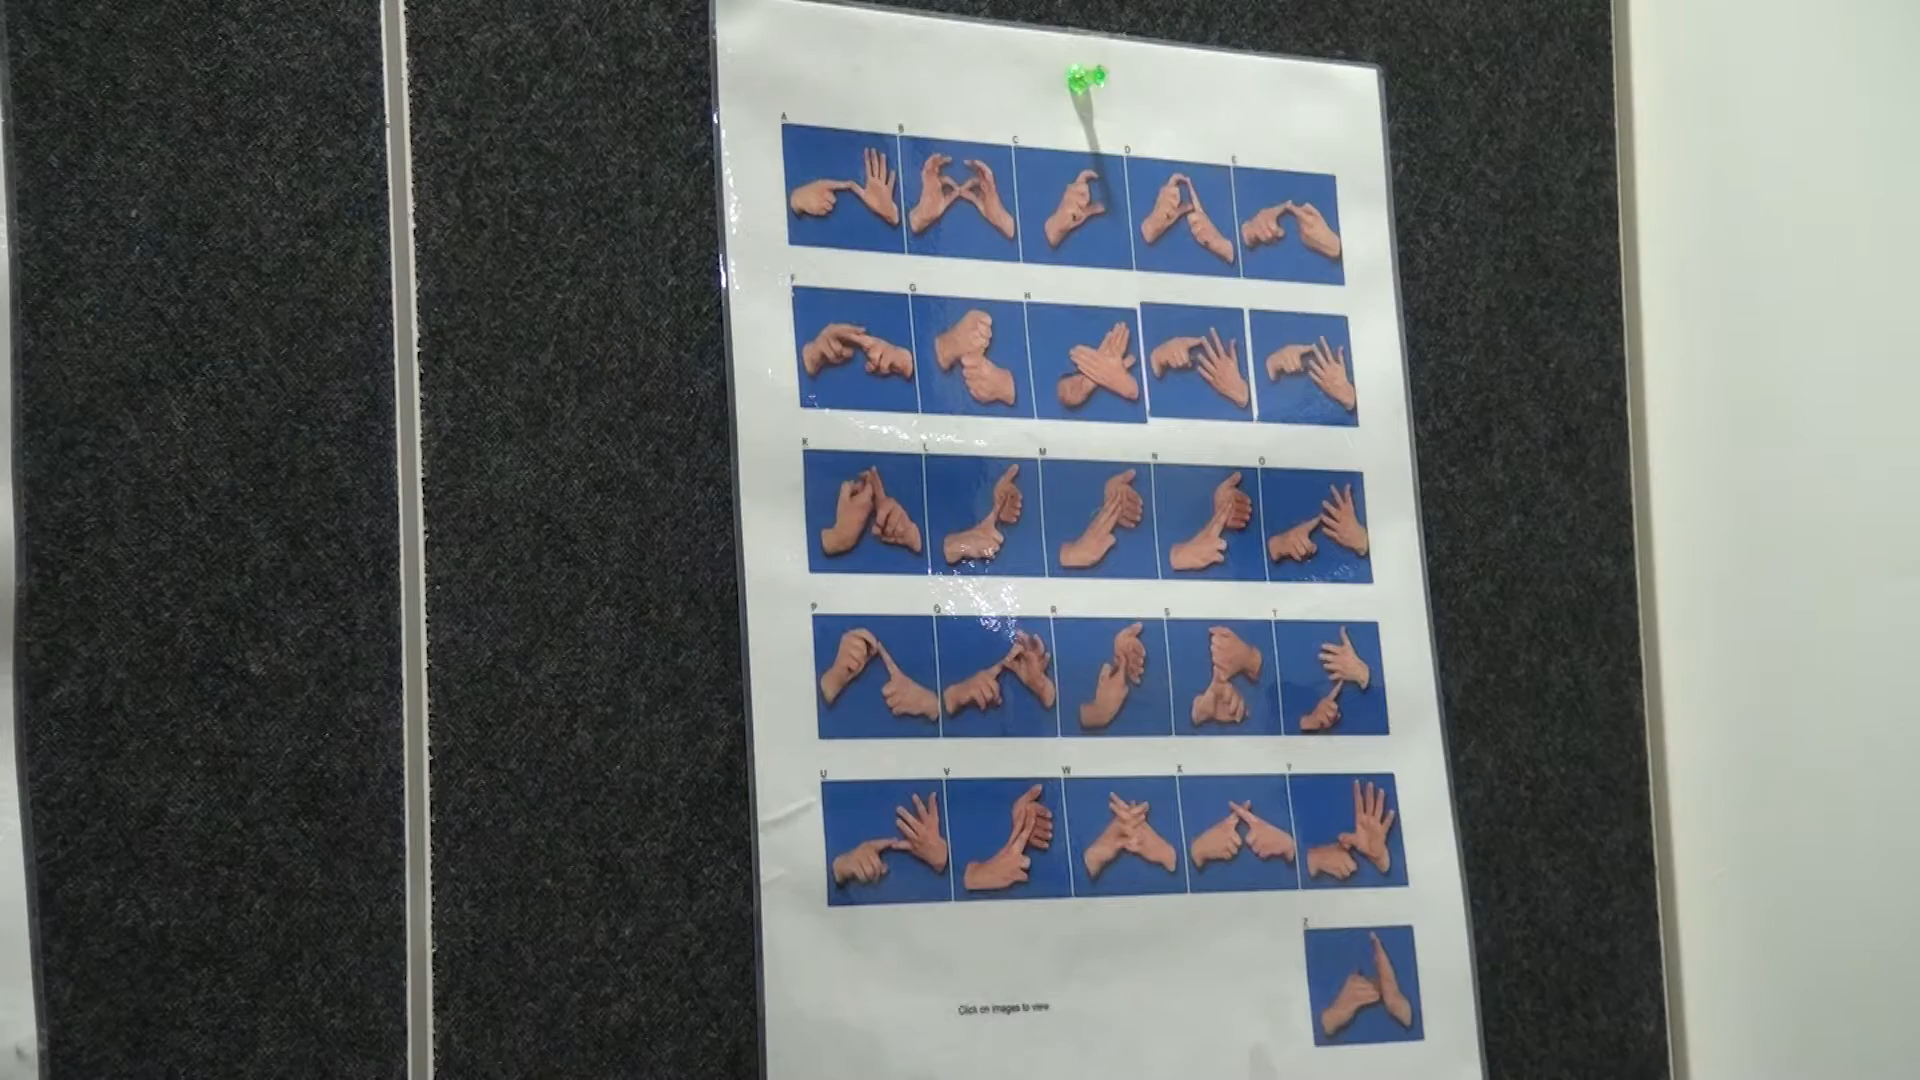 A B C D E
F G H
K L M N O
P Q R S T
U V W X Y
Z
Click on images to view